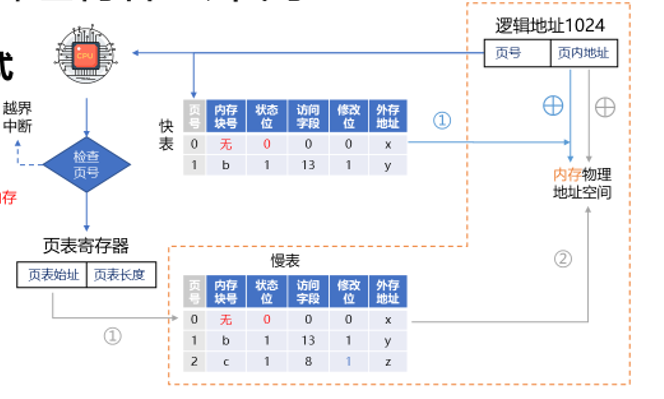 式
逻辑地址1024
页号 页内地址
CPU
越界
中断
检查
页号
内存
快
表
页
号 内存
块号 状态
位 访问
字段 修改
位 外存
地址
0 无 0 0 0 x
1 b 1 13 1 y
①
内存物理
地址空间
页表寄存器
页表始址 页表长度
①
慢表
页
号 内存
块号 状态
位 访问
字段 修改
位 外存
地址
0 无 0 0 0 x
1 b 1 13 1 y
2 c 1 8 1 z
②